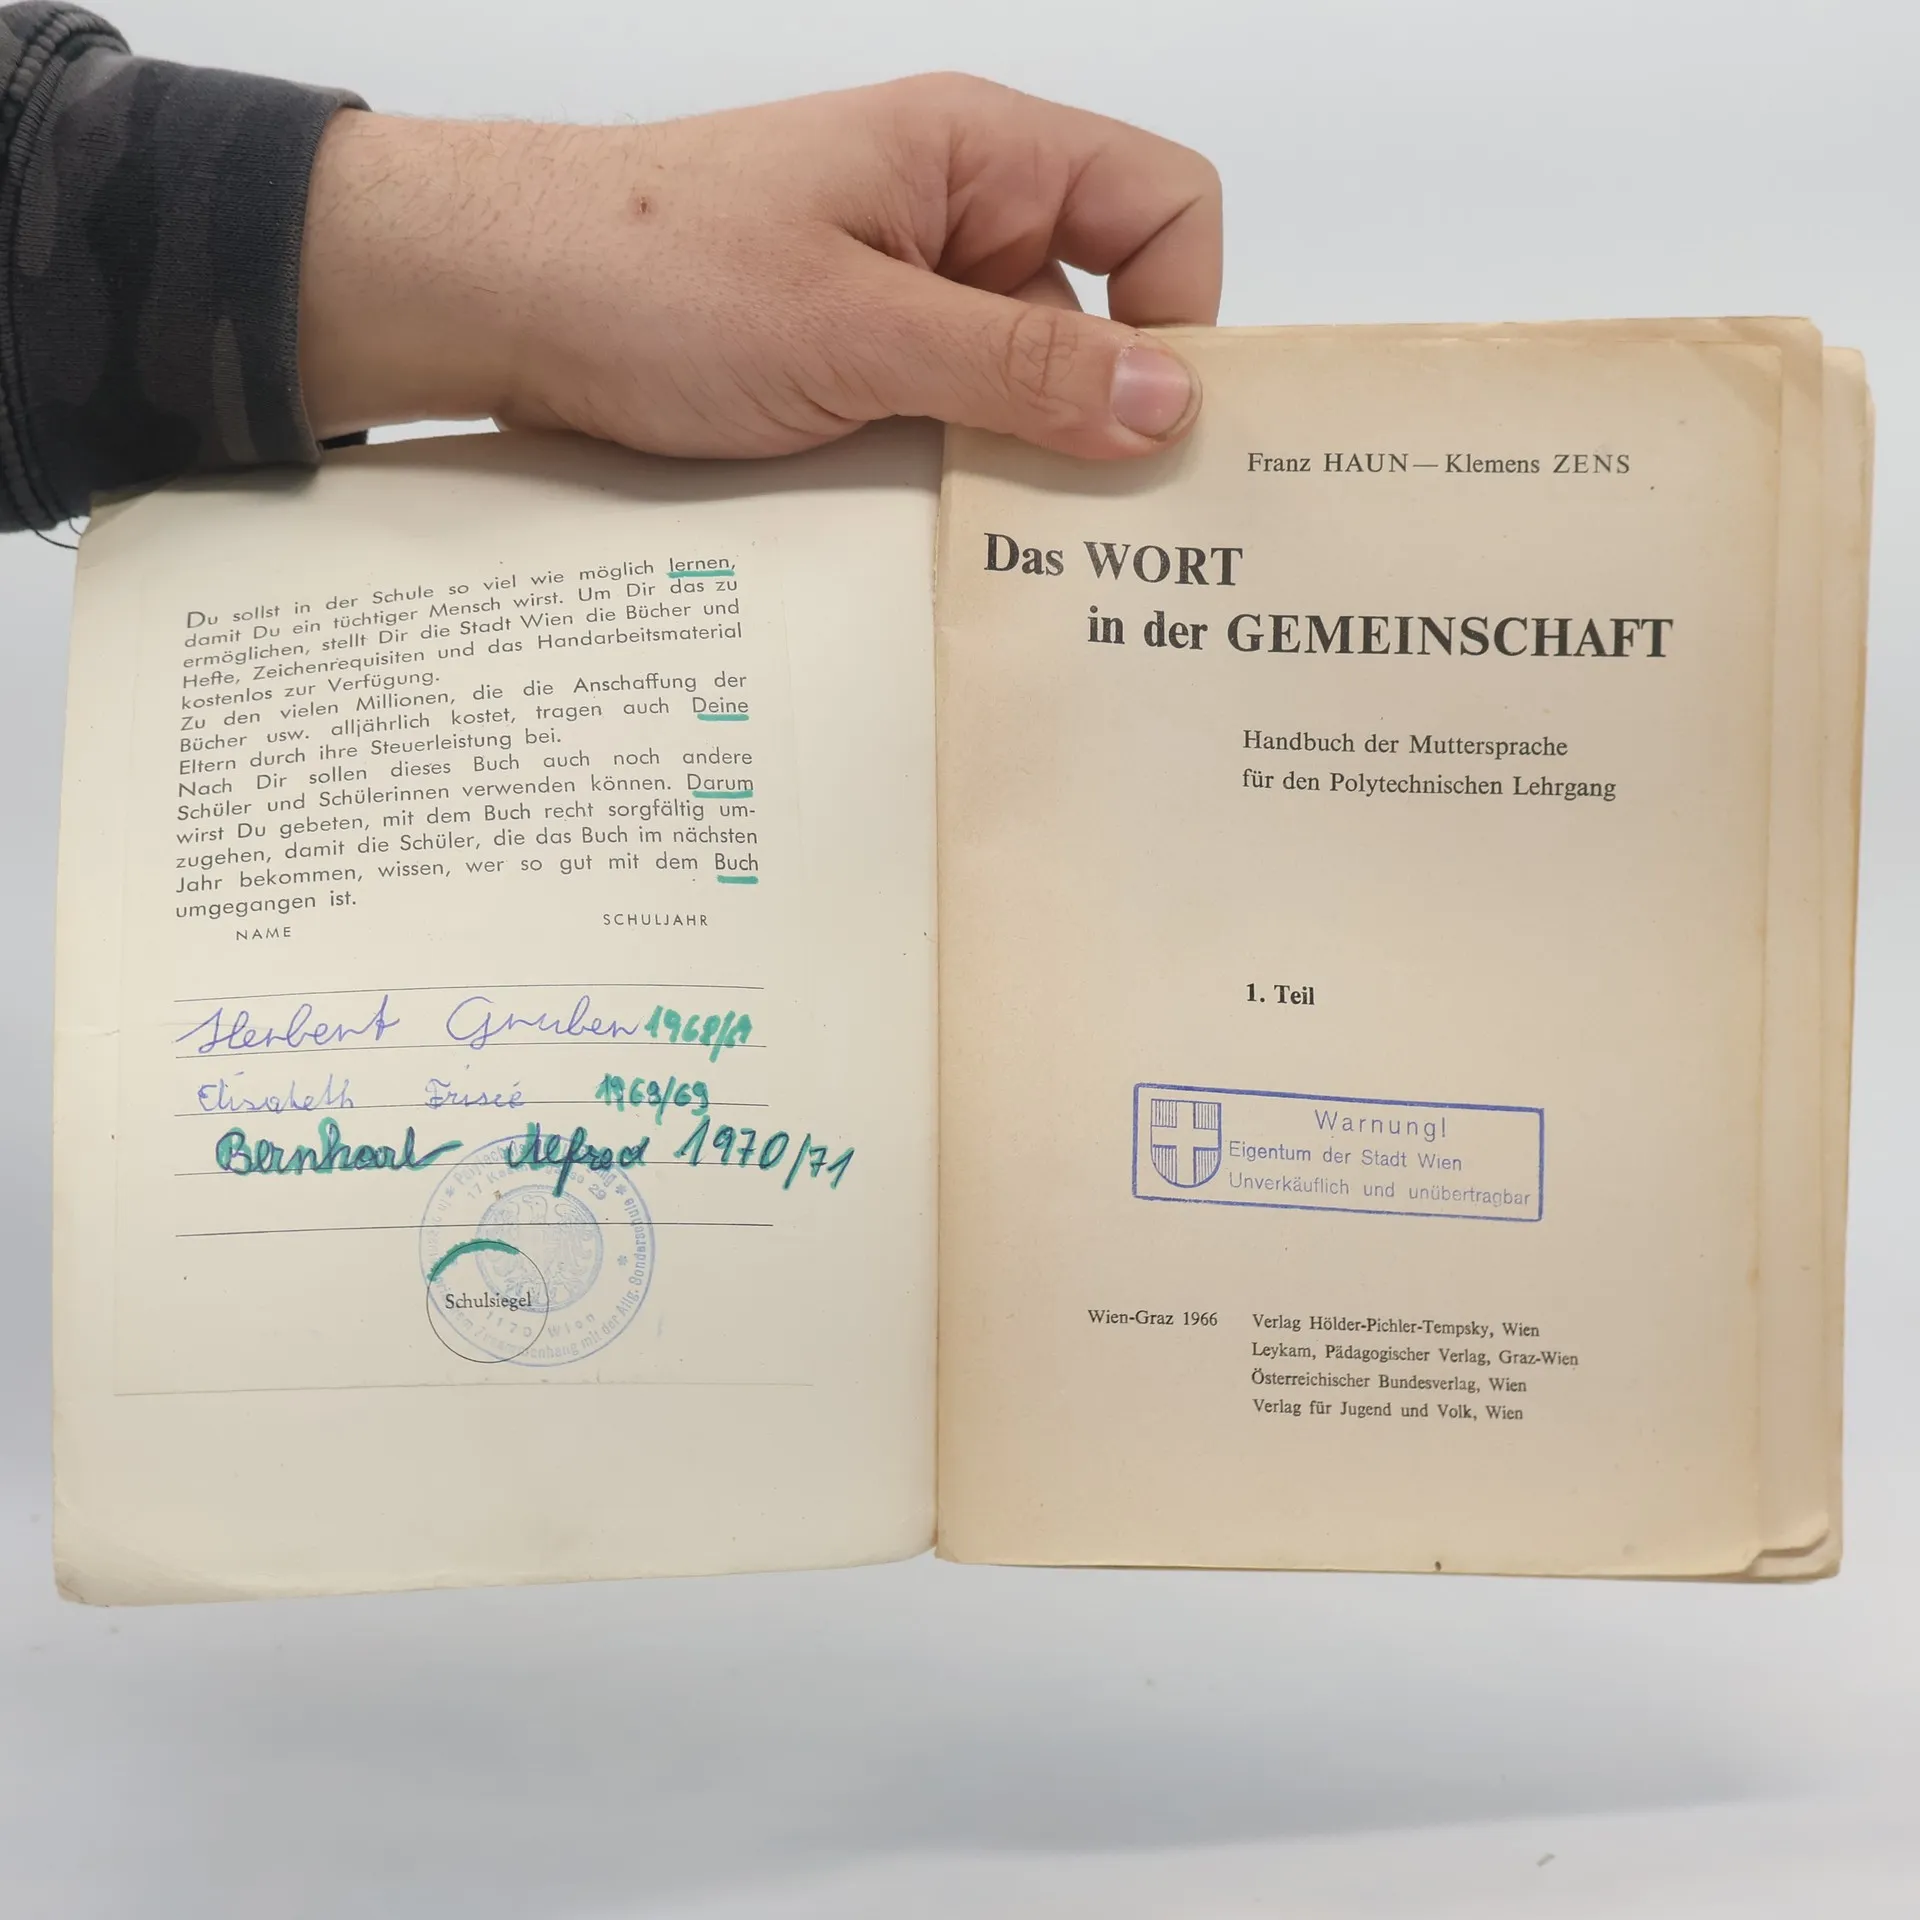 Du sollst in der Schule so viel wie möglich lernen,
damit Du ein tüchtiger Mensch wirst. Um Dir das zu
ermöglichen, stellt Dir die Stadt Wien die Bücher und
Hefte, Zeichenrequisiten und das Handarbeitsmaterial
kostenlos zur Verfügung.
Zu den vielen Millionen, die die Anschaffung der
Bücher usw. alljährlich kostet, tragen auch Deine
Eltern durch ihre Steuerleistung bei.
Nach Dir sollen dieses Buch auch noch andere
Schüler und Schülerinnen verwenden können. Darum
wirst Du gebeten, mit dem Buch recht sorgfältig um-
zugehen, damit die Schüler, die das Buch im nächsten
Jahr bekommen, wissen, wer so gut mit dem Buch
umgegangen ist.
NAME SCHULJAHR
Herbert Gruber
Elisabeth
Bernhard Alfred 1970/71
Schulsiegel
1170 Wien
mit der Allg. Sonderschule
Franz HAUN — Klemens ZENS
Das WORT
in der GEMEINSCHAFT
Handbuch der Muttersprache
für den Polytechnischen Lehrgang
1. Teil
Warnung!
Eigentum der Stadt Wien
Unverkäuflich und unübertragbar
Wien-Graz 1966 Verlag Hölder-Pichler-Tempsky, Wien
Leykam, Pädagogischer Verlag, Graz-Wien
Österreichischer Bundesverlag, Wien
Verlag für Jugend und Volk, Wien